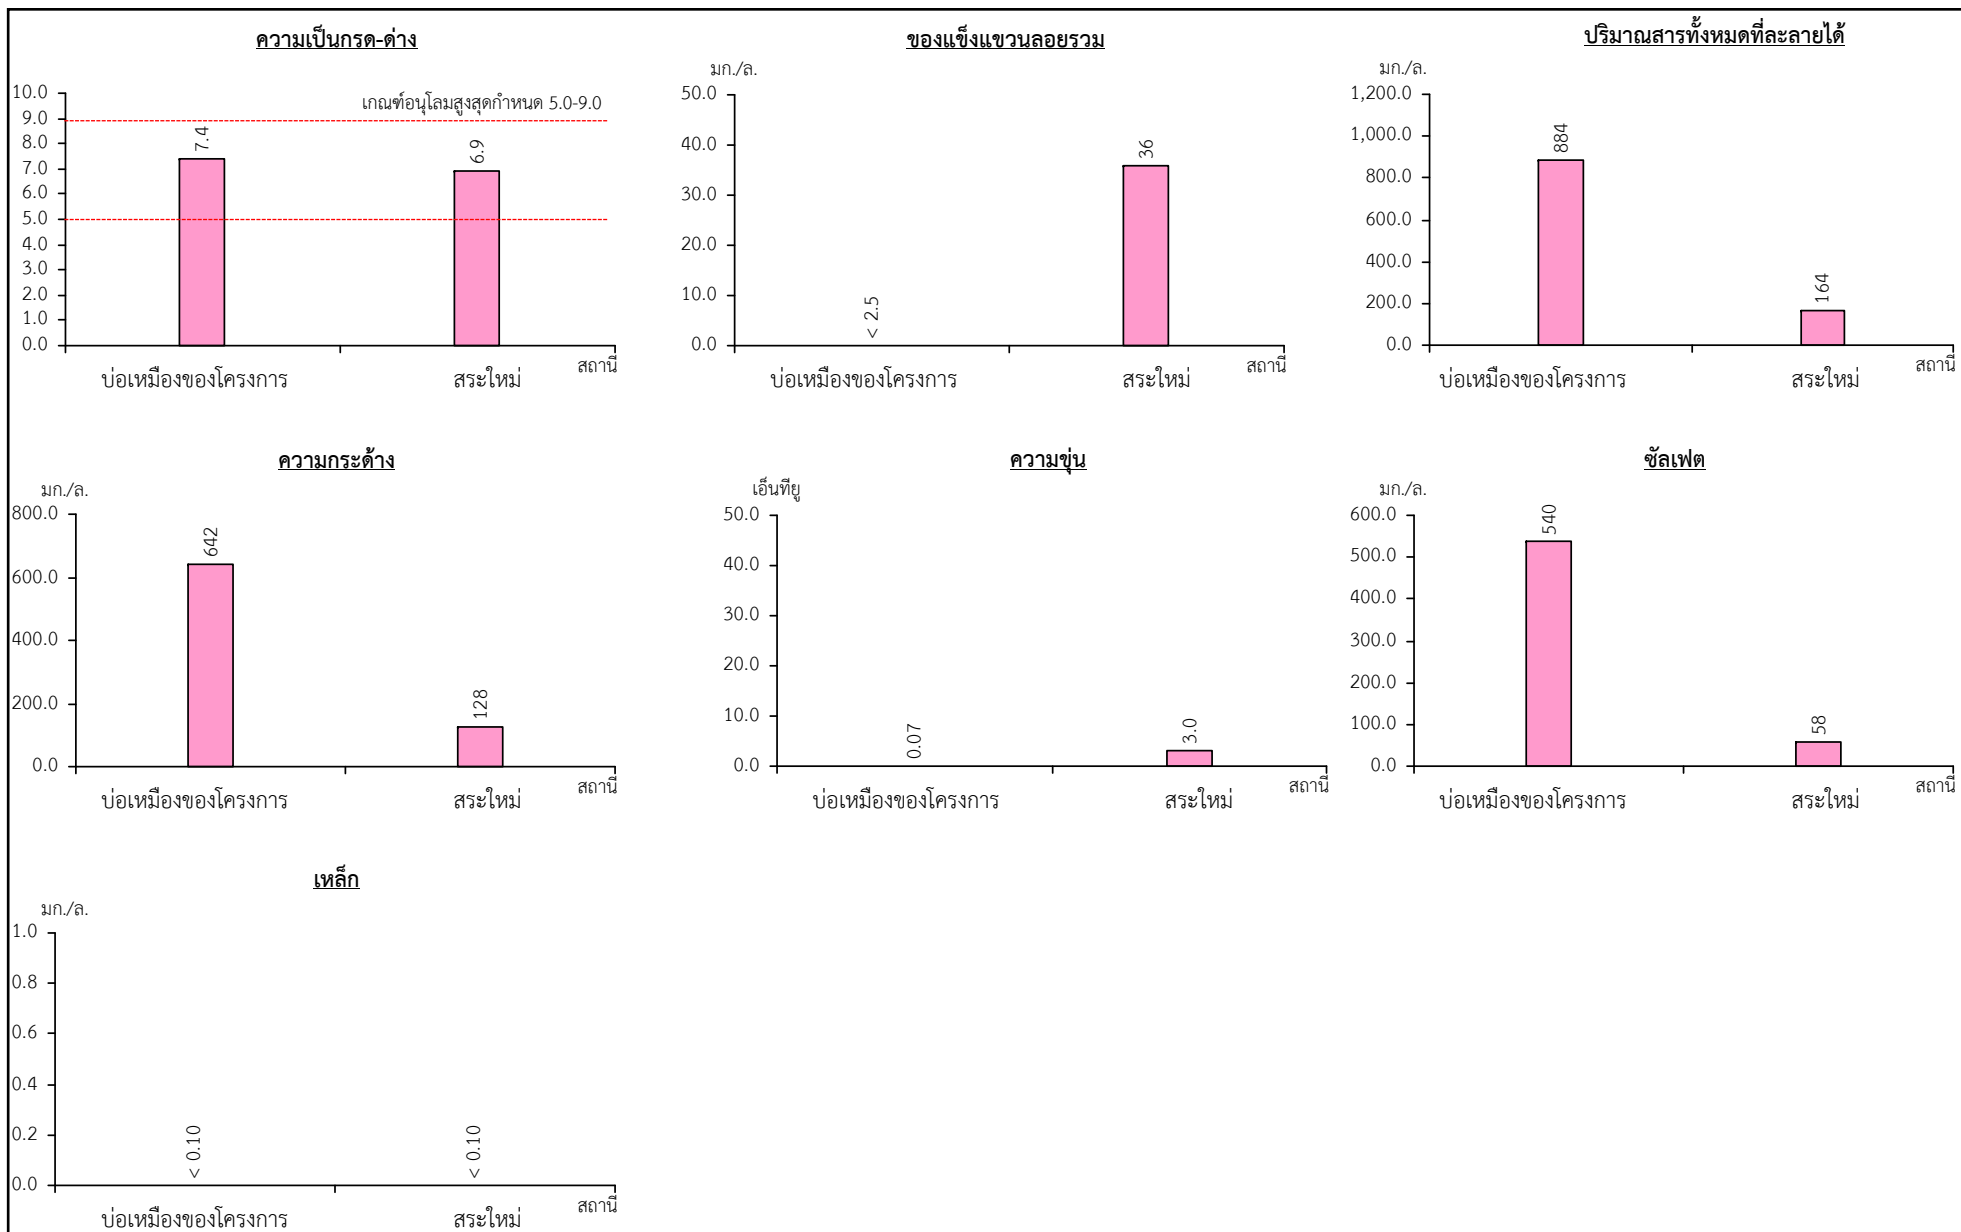 ความเป็นกรด-ด่าง
10.0
9.0
8.0
7.0
6.0
5.0
4.0
3.0
2.0
1.0
0.0
เกณฑ์อนุโลมสูงสุดกำหนด 5.0-9.0
7.4
6.9
บ่อเหมืองของโครงการ
สระใหม่
สถานี
ของแข็งแขวนลอยรวม
มก./ล.
50.0
40.0
30.0
20.0
10.0
0.0
< 2.5
36
บ่อเหมืองของโครงการ
สระใหม่
สถานี
ปริมาณสารทั้งหมดที่ละลายได้
มก./ล.
1,200.0
1,000.0
800.0
600.0
400.0
200.0
0.0
884
164
บ่อเหมืองของโครงการ
สระใหม่
สถานี
ความกระด้าง
มก./ล.
800.0
600.0
400.0
200.0
0.0
642
128
บ่อเหมืองของโครงการ
สระใหม่
สถานี
ความขุ่น
เอ็นทียู
50.0
40.0
30.0
20.0
10.0
0.0
0.07
3.0
บ่อเหมืองของโครงการ
สระใหม่
สถานี
ซัลเฟต
มก./ล.
600.0
500.0
400.0
300.0
200.0
100.0
0.0
540
58
บ่อเหมืองของโครงการ
สระใหม่
สถานี
เหล็ก
มก./ล.
1.0
0.8
0.6
0.4
0.2
0.0
< 0.10
< 0.10
บ่อเหมืองของโครงการ
สระใหม่
สถานี